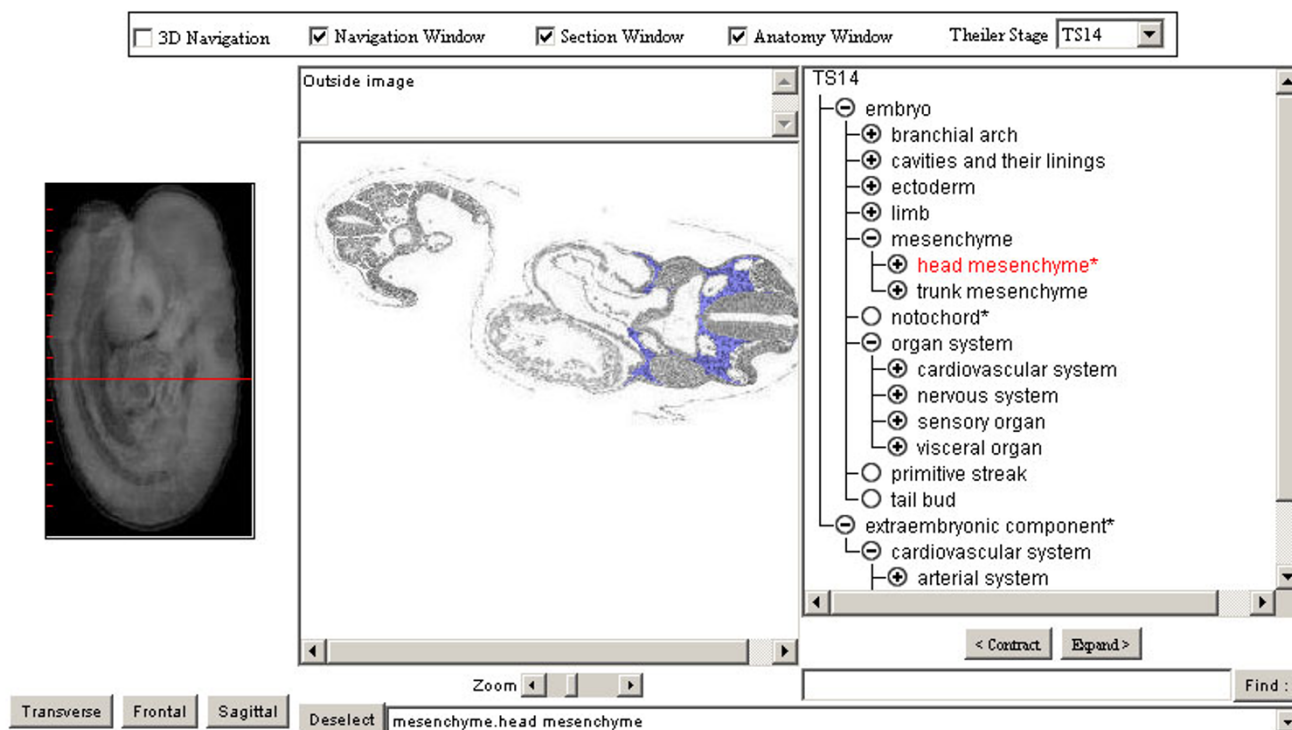 3D Navigation Navigation Window Section Window Anatomy Window Theiler Stage TS14
Outside image
TS14
embryo
branchial arch
cavities and their linings
ectoderm
limb
mesenchyme
head mesenchyme*
trunk mesenchyme
notochord*
organ system
cardiovascular system
nervous system
sensory organ
visceral organ
primitive streak
tail bud
extraembryonic component*
cardiovascular system
arterial system
< Contract Expand >
Zoom
Find :
Transverse Frontal Sagittal
Deselect mesenchyme.head mesenchyme